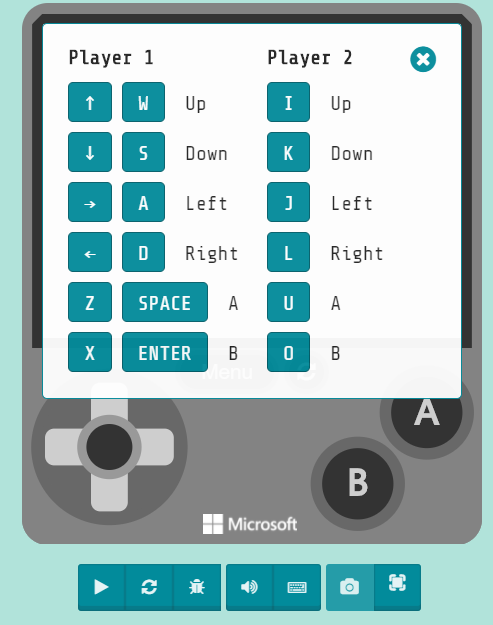 Player 1 Player 2
↑ W Up I Up
↓ S Down K Down
→ A Left J Left
← D Right L Right
Z SPACE A U A
X ENTER B O B
Menu
A
B
Microsoft